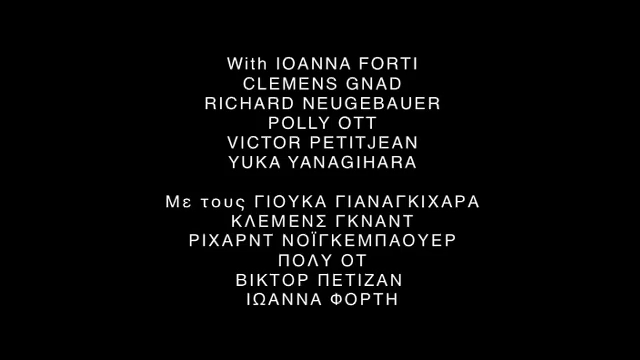 With IOANNA FORTI
CLEMENS GNAD
RICHARD NEUGEBAUER
POLLY OTT
VICTOR PETITJEAN
YUKA YANAGIHARA
Με τους ΓΙΟΥΚΑ ΓΙΑΝΑΓΚΙΧΑΡΑ
ΚΛΕΜΕΝΣ ΓΚΝΑΝΤ
ΡΙΧΑΡΝΤ ΝΟΪΓΚΕΜΠΑΟΥΕΡ
ΠΟΛΥ ΟΤ
ΒΙΚΤΟΡ ΠΕΤΙΖΑΝ
ΙΩΑΝΝΑ ΦΟΡΤΗ